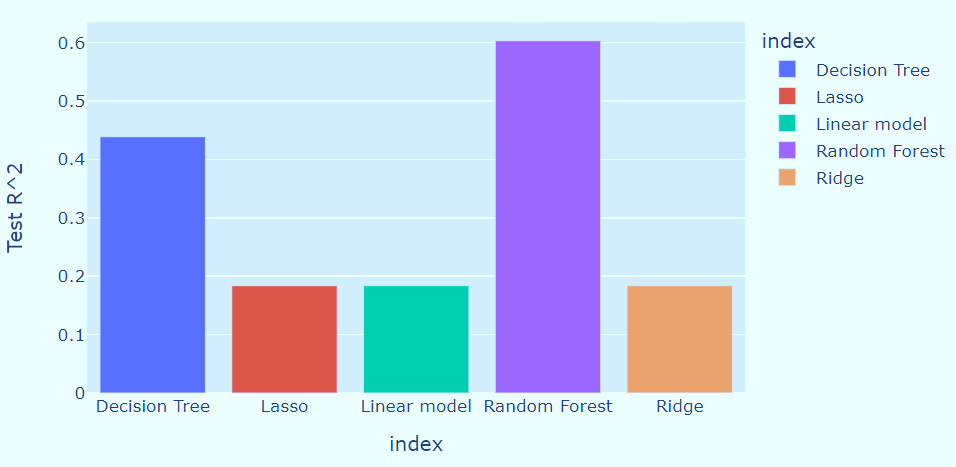 0.6
0.5
0.4
0.3
0.2
0.1
0
Test R^2
Decision Tree Lasso Linear model Random Forest Ridge
index
index
Decision Tree
Lasso
Linear model
Random Forest
Ridge